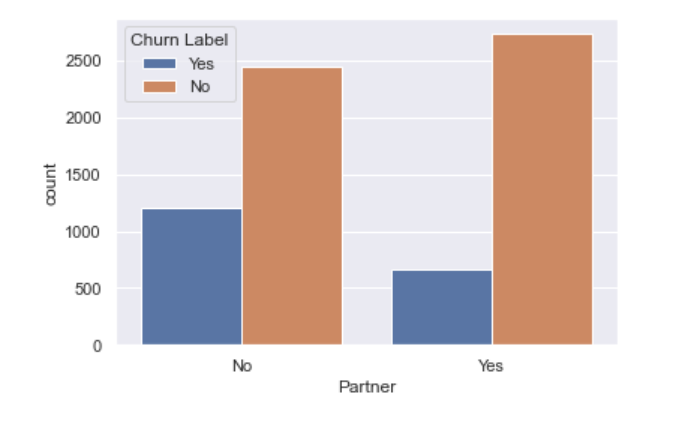 Churn Label
Yes
No
2500
2000
1500
1000
500
0
count
No
Yes
Partner